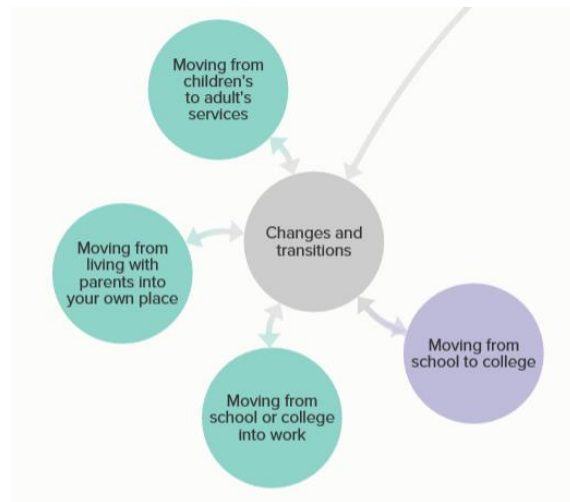 Moving from
children's
to adult's
services
Changes and
transitions
Moving from
living with
parents into
your own place
Moving from
school to college
Moving from
school or college
into work